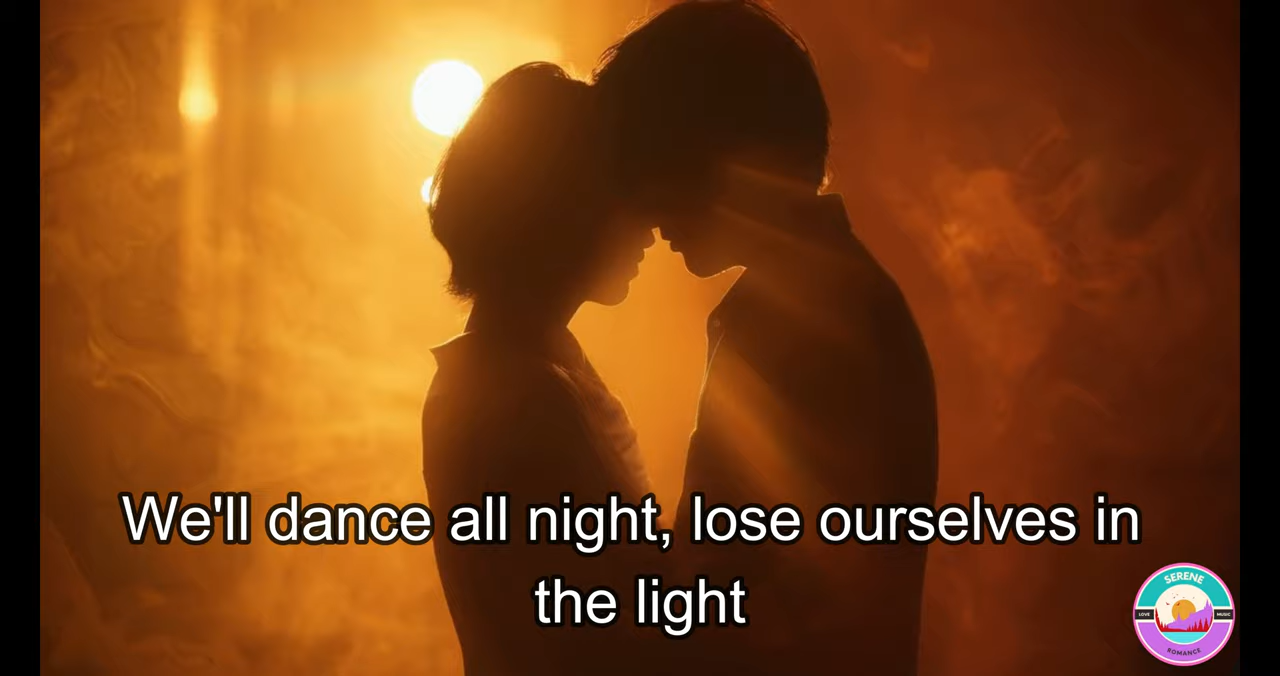 We'll dance all night, lose ourselves in
the light
SERENE
LOVE
MUSIC
ROMANCE